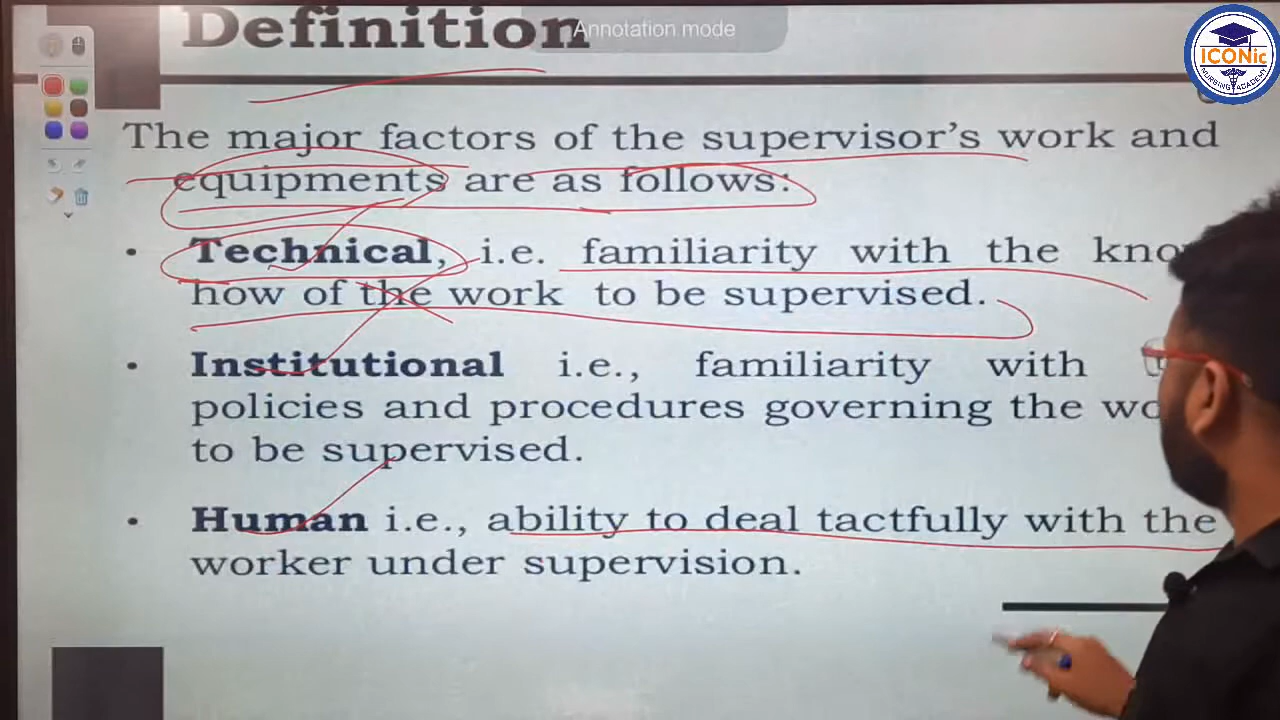 Definition
Annotation mode
ICONic
NURSING ACADEMY
The major factors of the supervisor's work and
equipments are as follows:
• Technical, i.e. familiarity with the
how of the work to be supervised.
• Institutional i.e., familiarity with
policies and procedures governing the
to be supervised.
• Human i.e., ability to deal tactfully with the
worker under supervision.